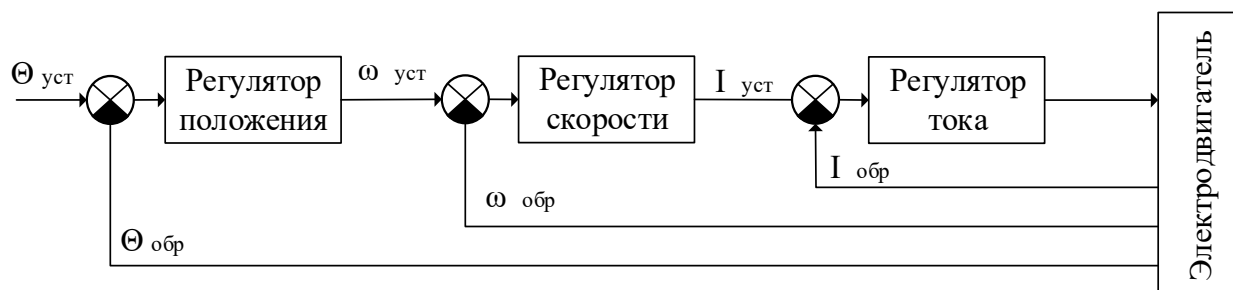 Θ уст
Регулятор
положения
ω уст
Регулятор
скорости
I уст
Регулятор
тока
Электродвигатель
I обр
ω обр
Θ обр